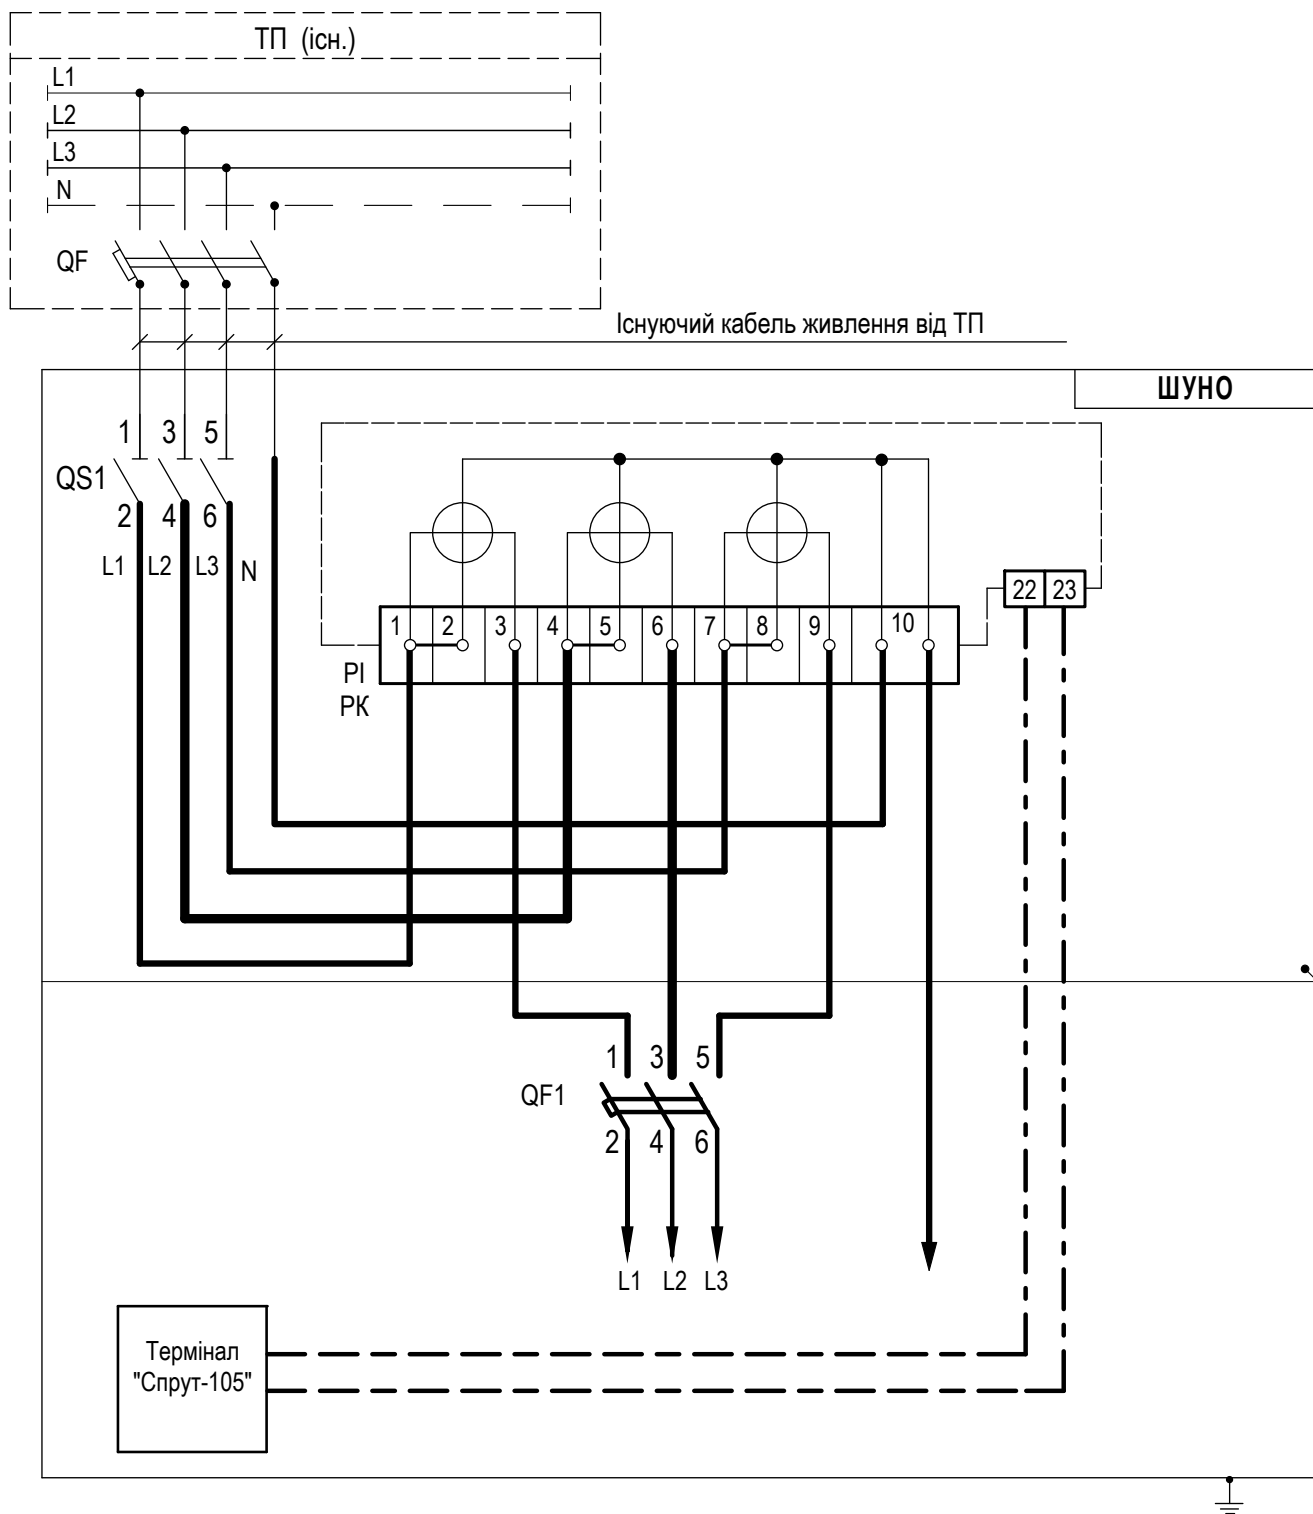 ТП (існ.)
L1
L2
L3
N
QF
Існуючий кабель живлення від ТП
ШУНО
1 3 5
QS1
2 4 6
L1 L2 L3 N
22 23
1 2 3 4 5 6 7 8 9 10
PI
РК
1 3 5
QF1
2 4 6
L1 L2 L3
Термінал
"Спрут-105"